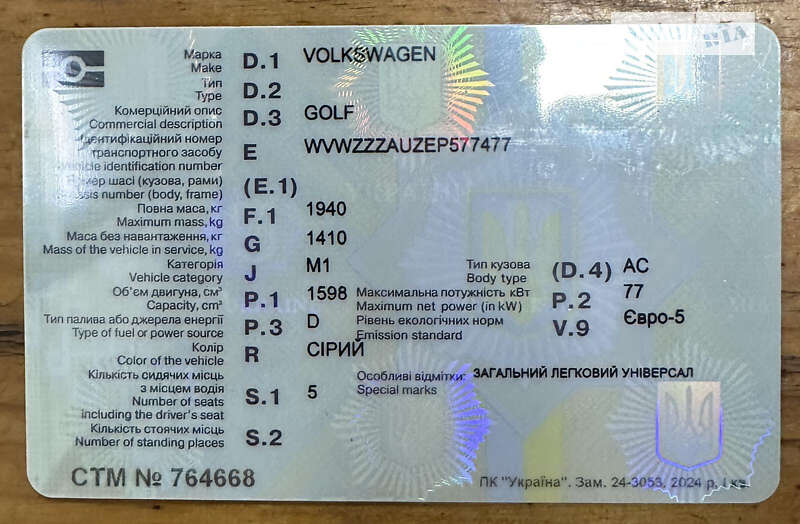 RIA
Марка
Make
D.1 VOLKSWAGEN
Тип
Type
D.2
Комерційний опис
Commercial description
D.3 GOLF
Ідентифікаційний номер
транспортного засобу
Vehicle identification number
E WVWZZZAUZEP577477
Номер шасі (кузова, рами)
Chassis number (body, frame)
(E.1)
Повна маса, кг
Maximum mass, kg
F.1 1940
Маса без навантаження, кг
Mass of the vehicle in service, kg
G 1410
Категорія
Vehicle category
J M1
Тип кузова
Body type
(D.4) AC
Об'єм двигуна, см³
Capacity, cm³
P.1 1598
Максимальна потужність кВт
Maximum net power (in kW)
P.2 77
Тип палива або джерела енергії
Type of fuel or power source
P.3 D
Рівень екологічних норм
Emission standard
V.9 Євро-5
Колір
Color of the vehicle
R СІРИЙ
Кількість сидячих місць
з місцем водія
Number of seats
including the driver's seat
S.1 5
Особливі відмітки:
Special marks
ЗАГАЛЬНИЙ ЛЕГКОВИЙ УНІВЕРСАЛ
Кількість стоячих місць
Number of standing places
S.2
СТМ № 764668
ПК "Україна". Зам. 24-3053, 2024 р, I кв.